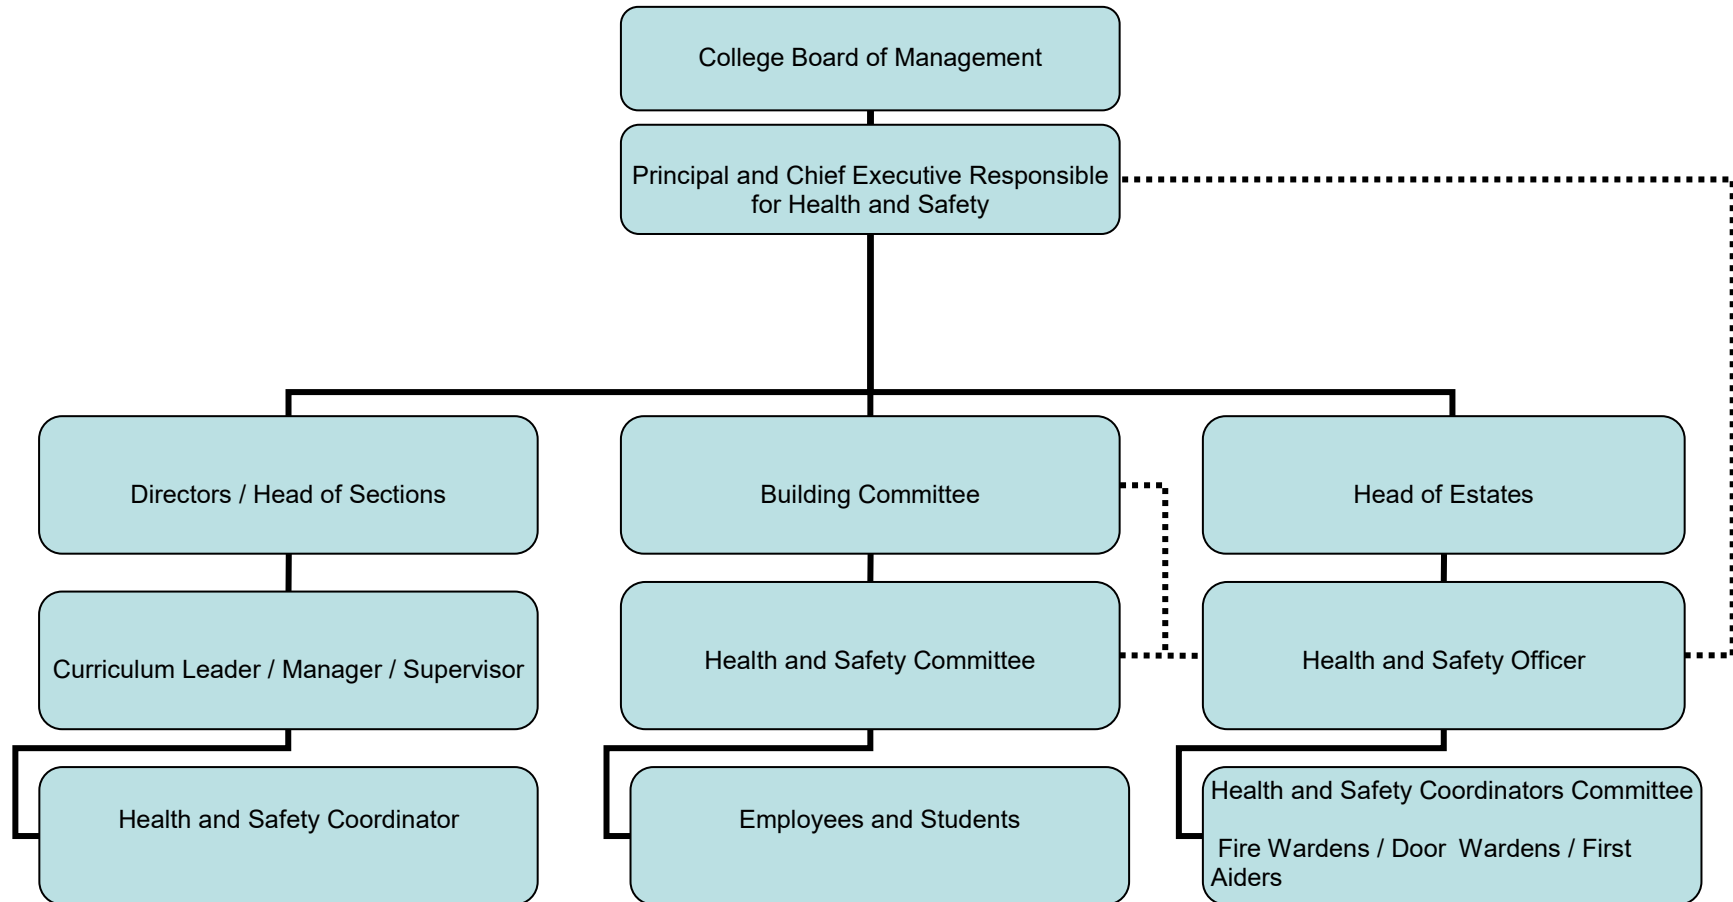 College Board of Management
Principal and Chief Executive Responsible
for Health and Safety
Directors / Head of Sections
Building Committee
Head of Estates
Curriculum Leader / Manager / Supervisor
Health and Safety Committee
Health and Safety Officer
Health and Safety Coordinator
Employees and Students
Health and Safety Coordinators Committee
Fire Wardens / Door  Wardens / First
Aiders